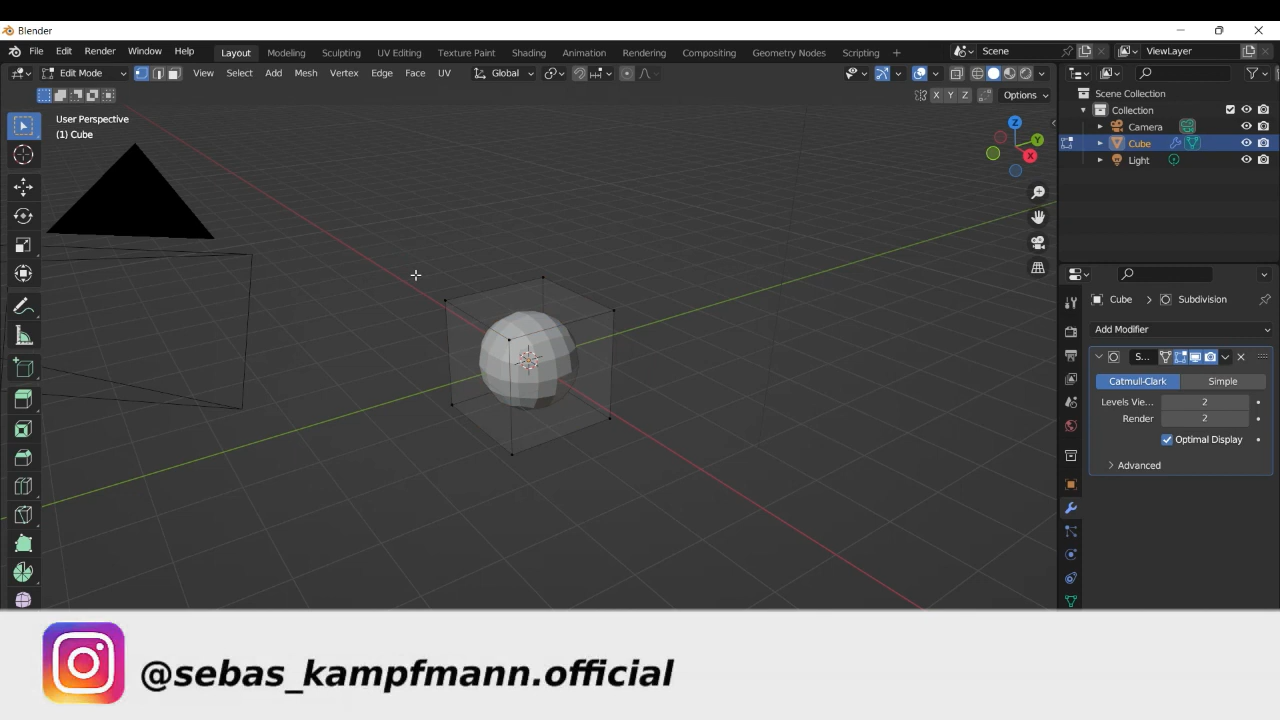 Blender
File Edit Render Window Help Layout Modeling Sculpting UV Editing Texture Paint Shading Animation Rendering Compositing Geometry Nodes Scripting + Scene ViewLayer
Edit Mode View Select Add Mesh Vertex Edge Face UV Global
X Y Z Options
User Perspective
(1) Cube
Z
Y
X
Scene Collection
Collection
Camera
Cube
Light
Cube > Subdivision
Add Modifier
S...
Catmull-Clark Simple
Levels Vie... 2
Render 2
Optimal Display
Advanced
@sebas_kampfmann.official